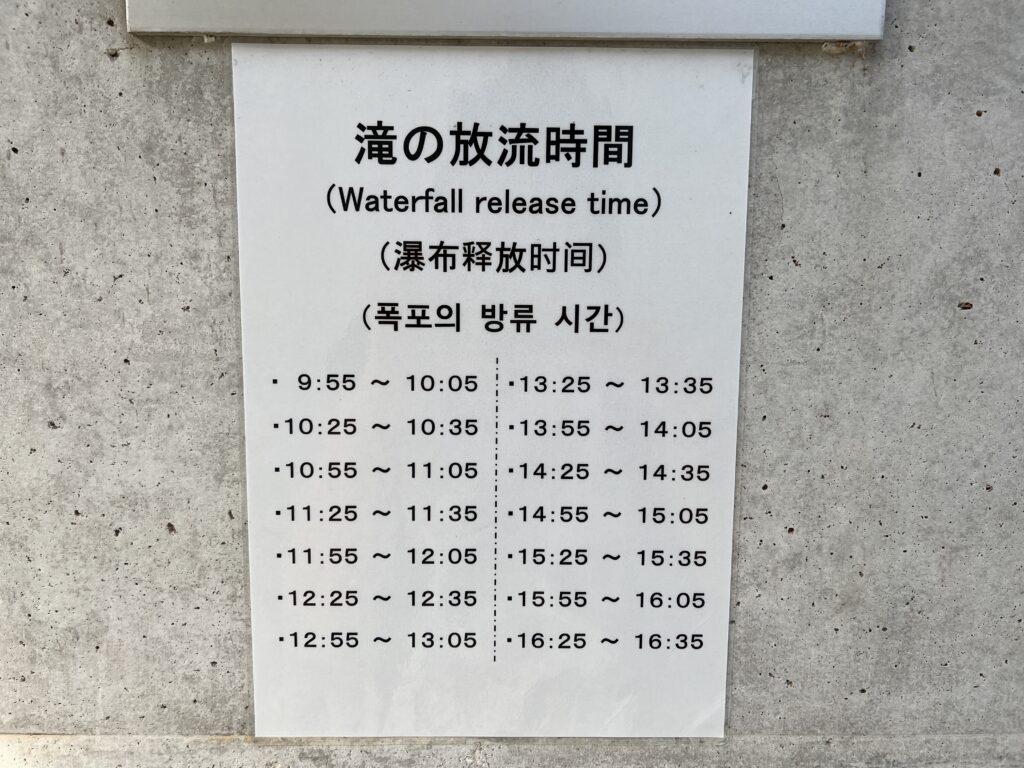 滝の放流時間
（Waterfall release time）
（瀑布释放时间）
（폭포의 방류 시간）
・ 9:55 ～ 10:05
・10:25 ～ 10:35
・10:55 ～ 11:05
・11:25 ～ 11:35
・11:55 ～ 12:05
・12:25 ～ 12:35
・12:55 ～ 13:05
・13:25 ～ 13:35
・13:55 ～ 14:05
・14:25 ～ 14:35
・14:55 ～ 15:05
・15:25 ～ 15:35
・15:55 ～ 16:05
・16:25 ～ 16:35